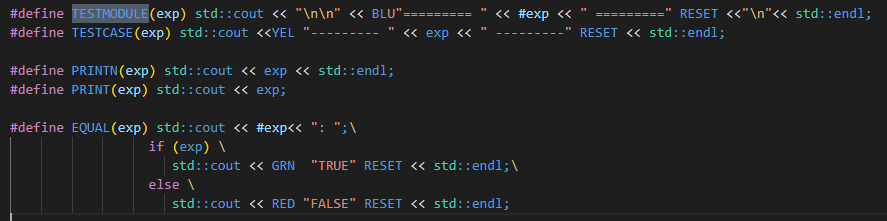 #define TESTMODULE(exp) std::cout << "\n\n" << BLU"========= " << #exp << " =========" RESET <<"\n"<< std::endl;
#define TESTCASE(exp) std::cout <<YEL "--------- " << exp << " ---------" RESET << std::endl;
#define PRINTN(exp) std::cout << exp << std::endl;
#define PRINT(exp) std::cout << exp;
#define EQUAL(exp) std::cout << #exp<< ": ";\
if (exp) \
std::cout << GRN  "TRUE" RESET << std::endl;\
else \
std::cout << RED "FALSE" RESET << std::endl;